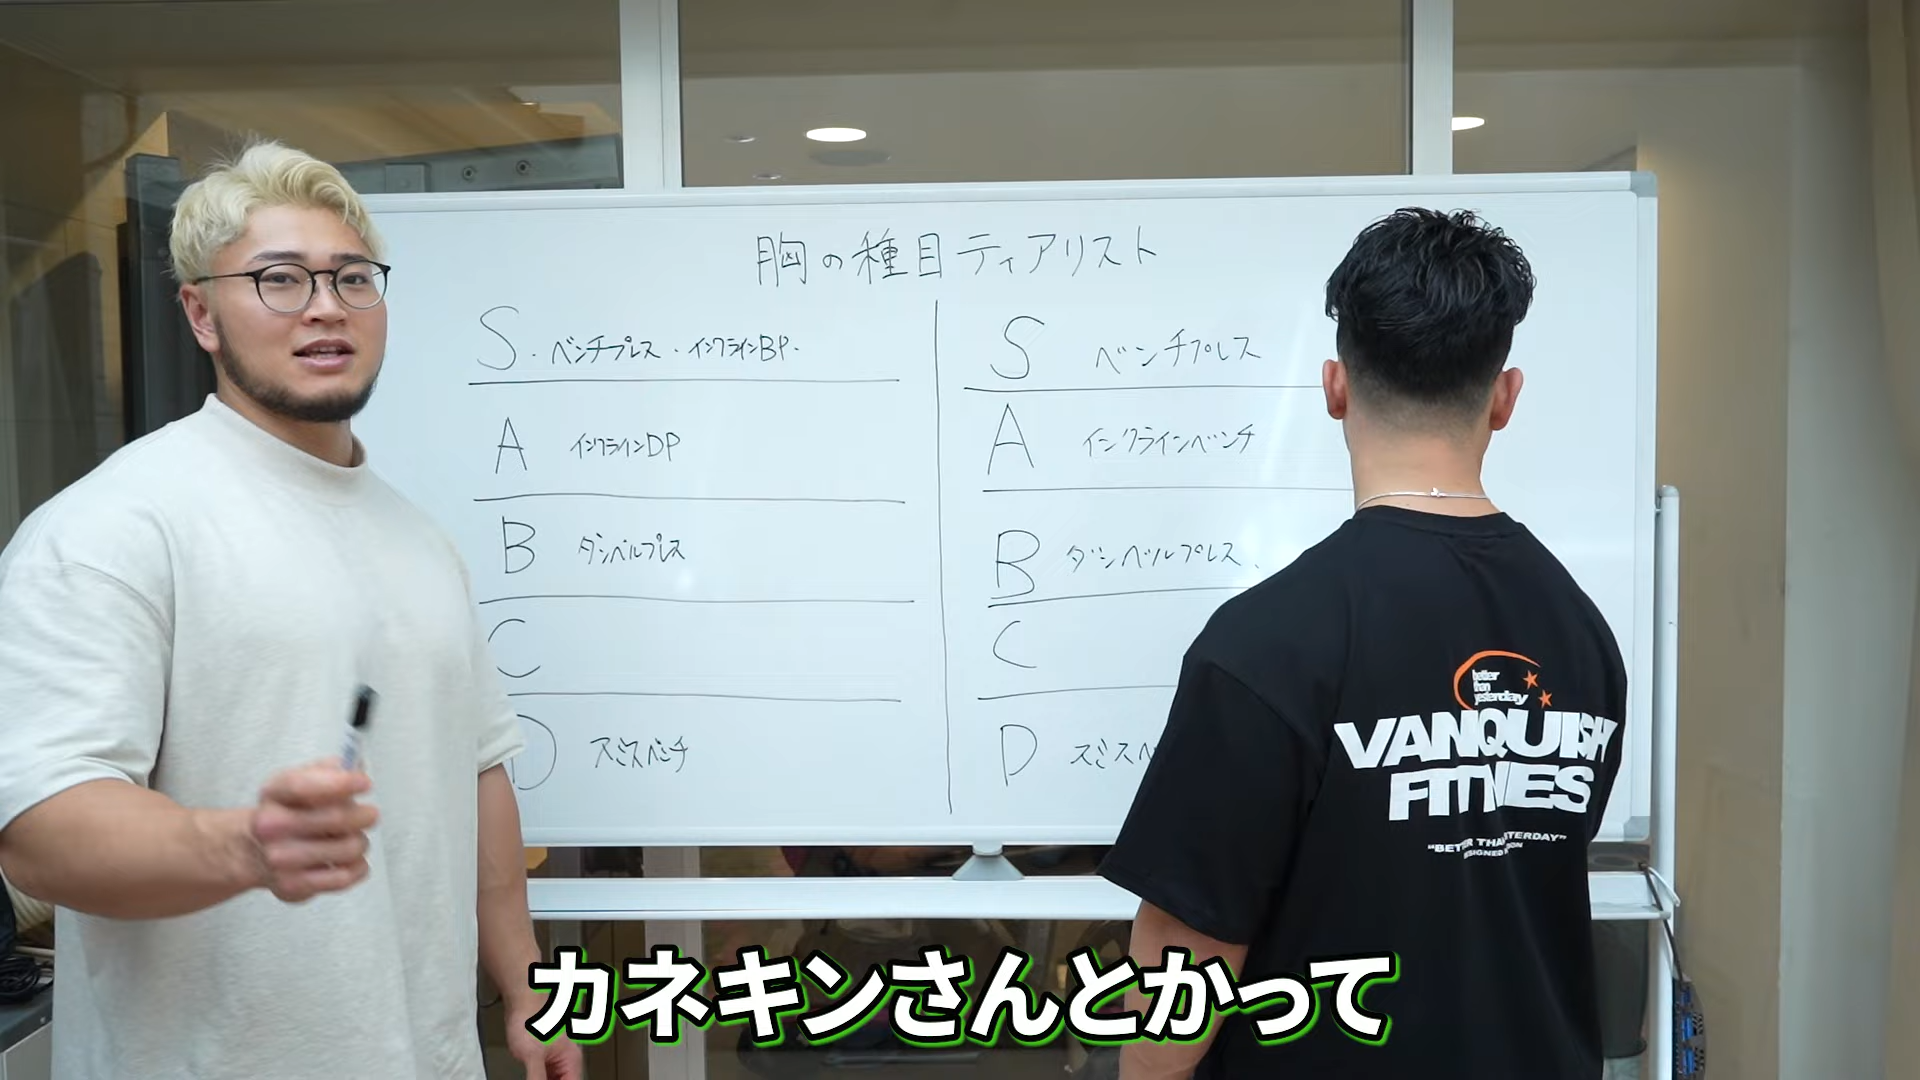 胸の種目ティアリスト
S ・ベンチプレス ・インクラインBP・
A インクラインDP
B ダンベルプレス
C
D スミスベンチ
S ベンチプレス
A インクラインベンチ
B ダンベルプレス、
C
D スミスベ
better
than
yesterday
VANQUISH
FITNES
"BETTER THA TERDAY"
カネキンさんとかって